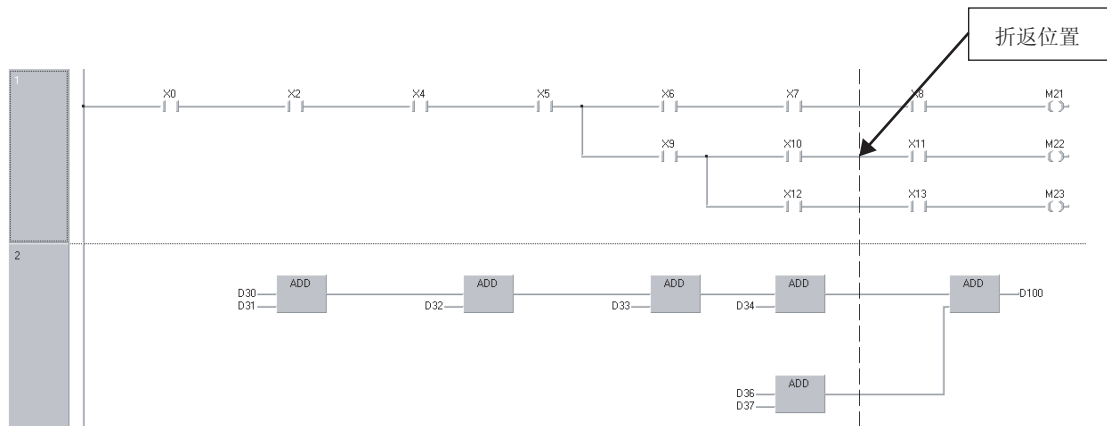 折返位置
1
X0 X2 X4 X5 X6 X7 X8 M21
X9 X10 X11 M22
X12 X13 M23
2
ADD ADD ADD ADD ADD
D30 D100
D31 D32 D33 D34
ADD
D36
D37